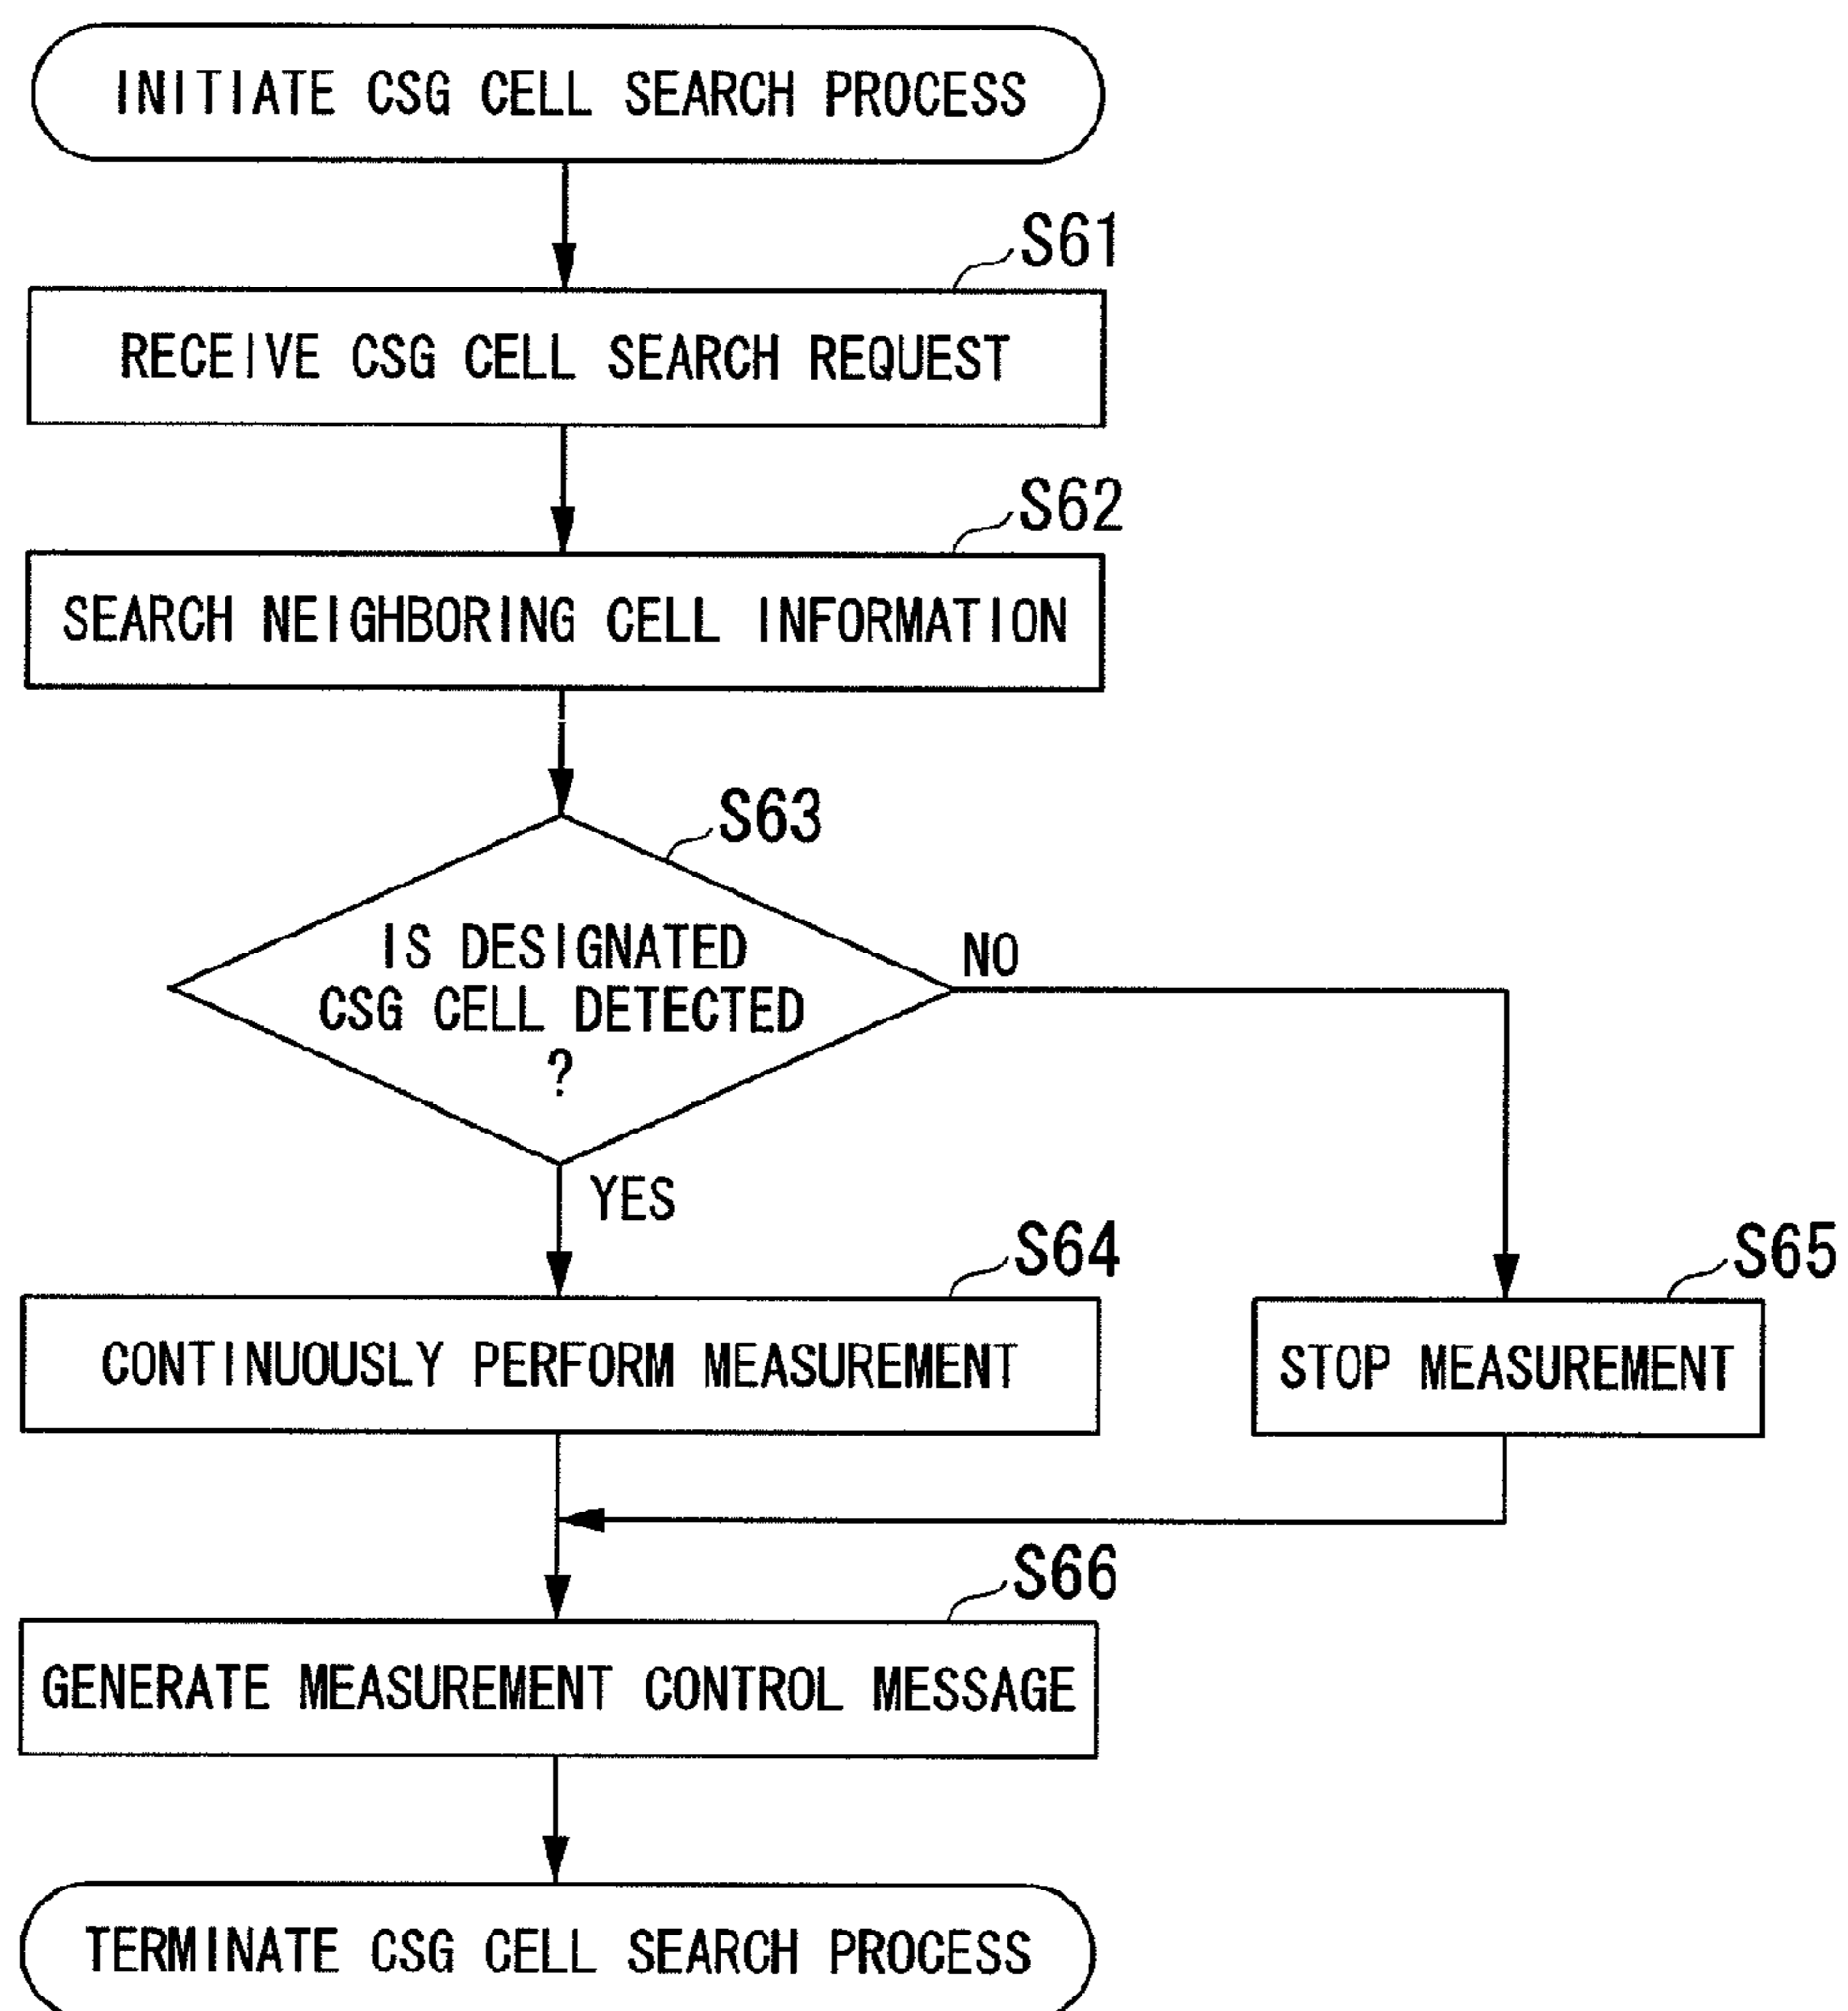 INITIATE CSG CELL SEARCH PROCESS
S61
RECEIVE CSG CELL SEARCH REQUEST
S62
SEARCH NEIGHBORING CELL INFORMATION
S63
IS DESIGNATED
CSG CELL DETECTED
?
NO
YES
S64
CONTINUOUSLY PERFORM MEASUREMENT
S65
STOP MEASUREMENT
S66
GENERATE MEASUREMENT CONTROL MESSAGE
TERMINATE CSG CELL SEARCH PROCESS